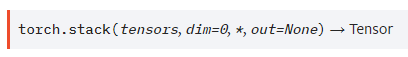 torch.stack(tensors, dim=0, *, out=None) → Tensor